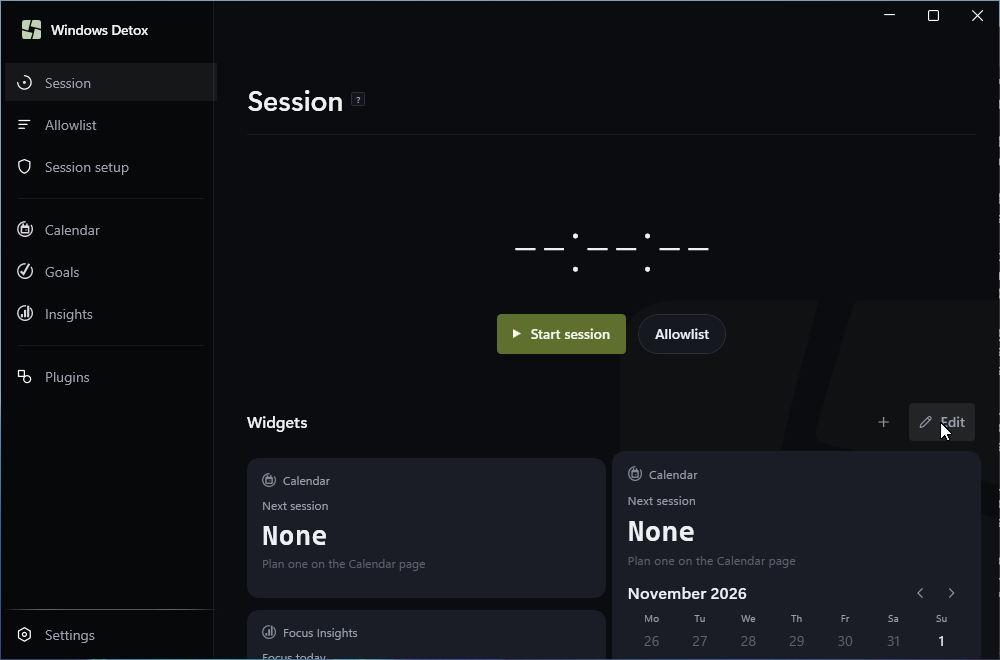 Windows Detox
Session
Allowlist
Session setup
Calendar
Goals
Insights
Plugins
Settings
Session ?
--:--:--
Start session
Allowlist
Widgets
+ Edit
Calendar
Next session
None
Plan one on the Calendar page
Focus Insights
Focus today
Calendar
Next session
None
Plan one on the Calendar page
November 2026
Mo Tu We Th Fr Sa Su
26 27 28 29 30 31 1